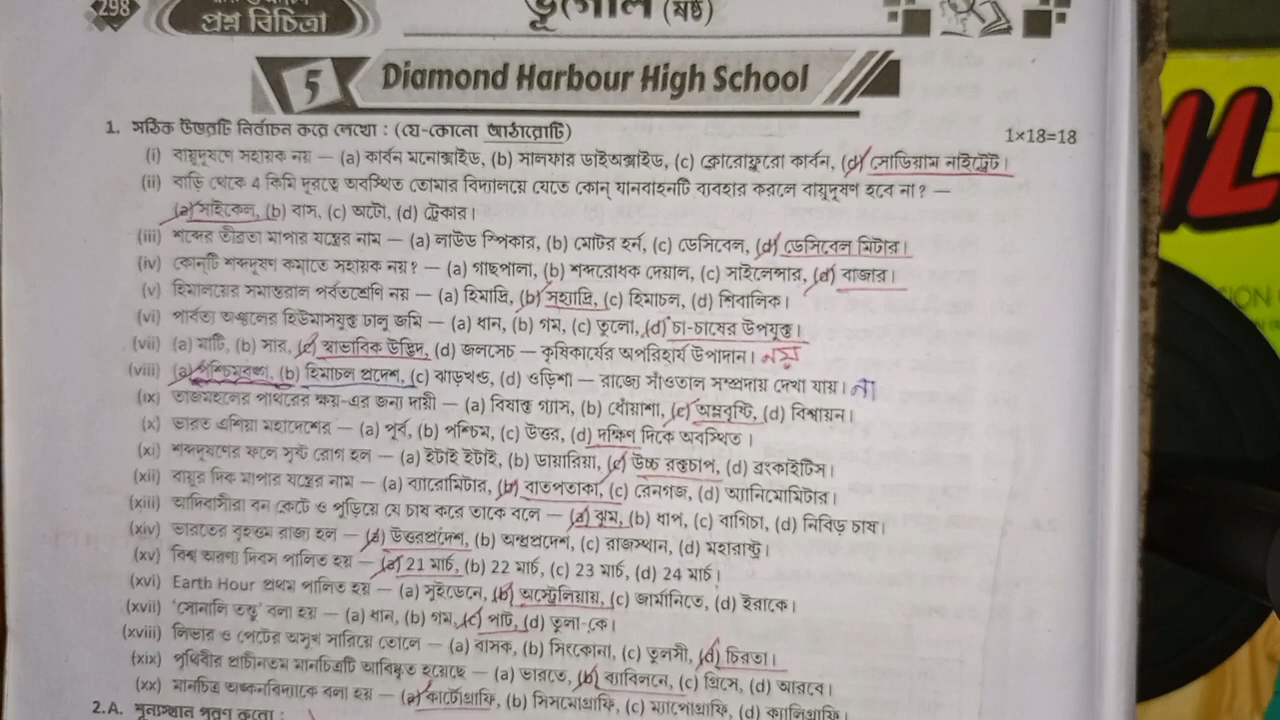 298
প্রশ্ন বিচিত্রা
ভূগোল (ষষ্ঠ)
5 Diamond Harbour High School
1. সঠিক উত্তরটি নির্বাচন করে লেখো : (যে-কোনো আঠারোটি) 1×18=18
(i) বায়ুদূষণে সহায়ক নয় — (a) কার্বন মনোক্সাইড, (b) সালফার ডাইঅক্সাইড, (c) ক্লোরোফ্লুরো কার্বন, (d) সোডিয়াম নাইট্রেট।
(ii) বাড়ি থেকে 4 কিমি দূরত্বে অবস্থিত তোমার বিদ্যালয়ে যেতে কোন্ যানবাহনটি ব্যবহার করলে বায়ুদূষণ হবে না? —
(a) সাইকেল, (b) বাস, (c) অটো, (d) ট্রেকার।
(iii) শব্দের তীব্রতা মাপার যন্ত্রের নাম — (a) লাউড স্পিকার, (b) মোটর হর্ন, (c) ডেসিবেল, (d) ডেসিবেল মিটার।
(iv) কোন্‌টি শব্দদূষণ কমাতে সহায়ক নয়? — (a) গাছপালা, (b) শব্দরোধক দেয়াল, (c) সাইলেন্সার, (d) বাজার।
(v) হিমালয়ের সমান্তরাল পর্বতশ্রেণি নয় — (a) হিমাদ্রি, (b) সহ্যাদ্রি, (c) হিমাচল, (d) শিবালিক।
(vi) পার্বত্য অঞ্চলের হিউমাসযুক্ত ঢালু জমি — (a) ধান, (b) গম, (c) তুলো, (d) চা-চাষের উপযুক্ত।
(vii) (a) মাটি, (b) সার, (c) স্বাভাবিক উদ্ভিদ, (d) জলসেচ — কৃষিকার্যের অপরিহার্য উপাদান। নয়
(viii) (a) পশ্চিমবঙ্গ, (b) হিমাচল প্রদেশ, (c) ঝাড়খণ্ড, (d) ওড়িশা — রাজ্যে সাঁওতাল সম্প্রদায় দেখা যায়। না
(ix) তাজমহলের পাথরের ক্ষয়-এর জন্য দায়ী — (a) বিষাক্ত গ্যাস, (b) ধোঁয়াশা, (c) অম্লবৃষ্টি, (d) বিশ্বায়ন।
(x) ভারত এশিয়া মহাদেশের — (a) পূর্ব, (b) পশ্চিম, (c) উত্তর, (d) দক্ষিণ দিকে অবস্থিত।
(xi) শব্দদূষণের ফলে সৃষ্ট রোগ হল — (a) ইটাই ইটাই, (b) ডায়ারিয়া, (c) উচ্চ রক্তচাপ, (d) ব্রংকাইটিস।
(xii) বায়ুর দিক মাপার যন্ত্রের নাম — (a) ব্যারোমিটার, (b) বাতপতাকা, (c) রেনগজ, (d) অ্যানিমোমিটার।
(xiii) আদিবাসীরা বন কেটে ও পুড়িয়ে যে চাষ করে তাকে বলে — (a) ঝুম, (b) ধাপ, (c) বাগিচা, (d) নিবিড় চাষ।
(xiv) ভারতের বৃহত্তম রাজ্য হল — (a) উত্তরপ্রদেশ, (b) অন্ধ্রপ্রদেশ, (c) রাজস্থান, (d) মহারাষ্ট্র।
(xv) বিশ্ব অরণ্য দিবস পালিত হয় — (a) 21 মার্চ, (b) 22 মার্চ, (c) 23 মার্চ, (d) 24 মার্চ।
(xvi) Earth Hour প্রথম পালিত হয় — (a) সুইডেনে, (b) অস্ট্রেলিয়ায়, (c) জার্মানিতে, (d) ইরাকে।
(xvii) ‘সোনালি তন্তু’ বলা হয় — (a) ধান, (b) গম, (c) পাট, (d) তুলা-কে।
(xviii) লিভার ও পেটের অসুখ সারিয়ে তোলে — (a) বাসক, (b) সিংকোনা, (c) তুলসী, (d) চিরতা।
(xix) পৃথিবীর প্রাচীনতম মানচিত্রটি আবিষ্কৃত হয়েছে — (a) ভারতে, (b) ব্যাবিলনে, (c) গ্রিসে, (d) আরবে।
(xx) মানচিত্র অঙ্কনবিদ্যাকে বলা হয় — (a) কার্টোগ্রাফি, (b) সিসমোগ্রাফি, (c) ম্যাপোগ্রাফি, (d) ক্যালিগ্রাফি।
2.A. শূন্যস্থান পূরণ করো :